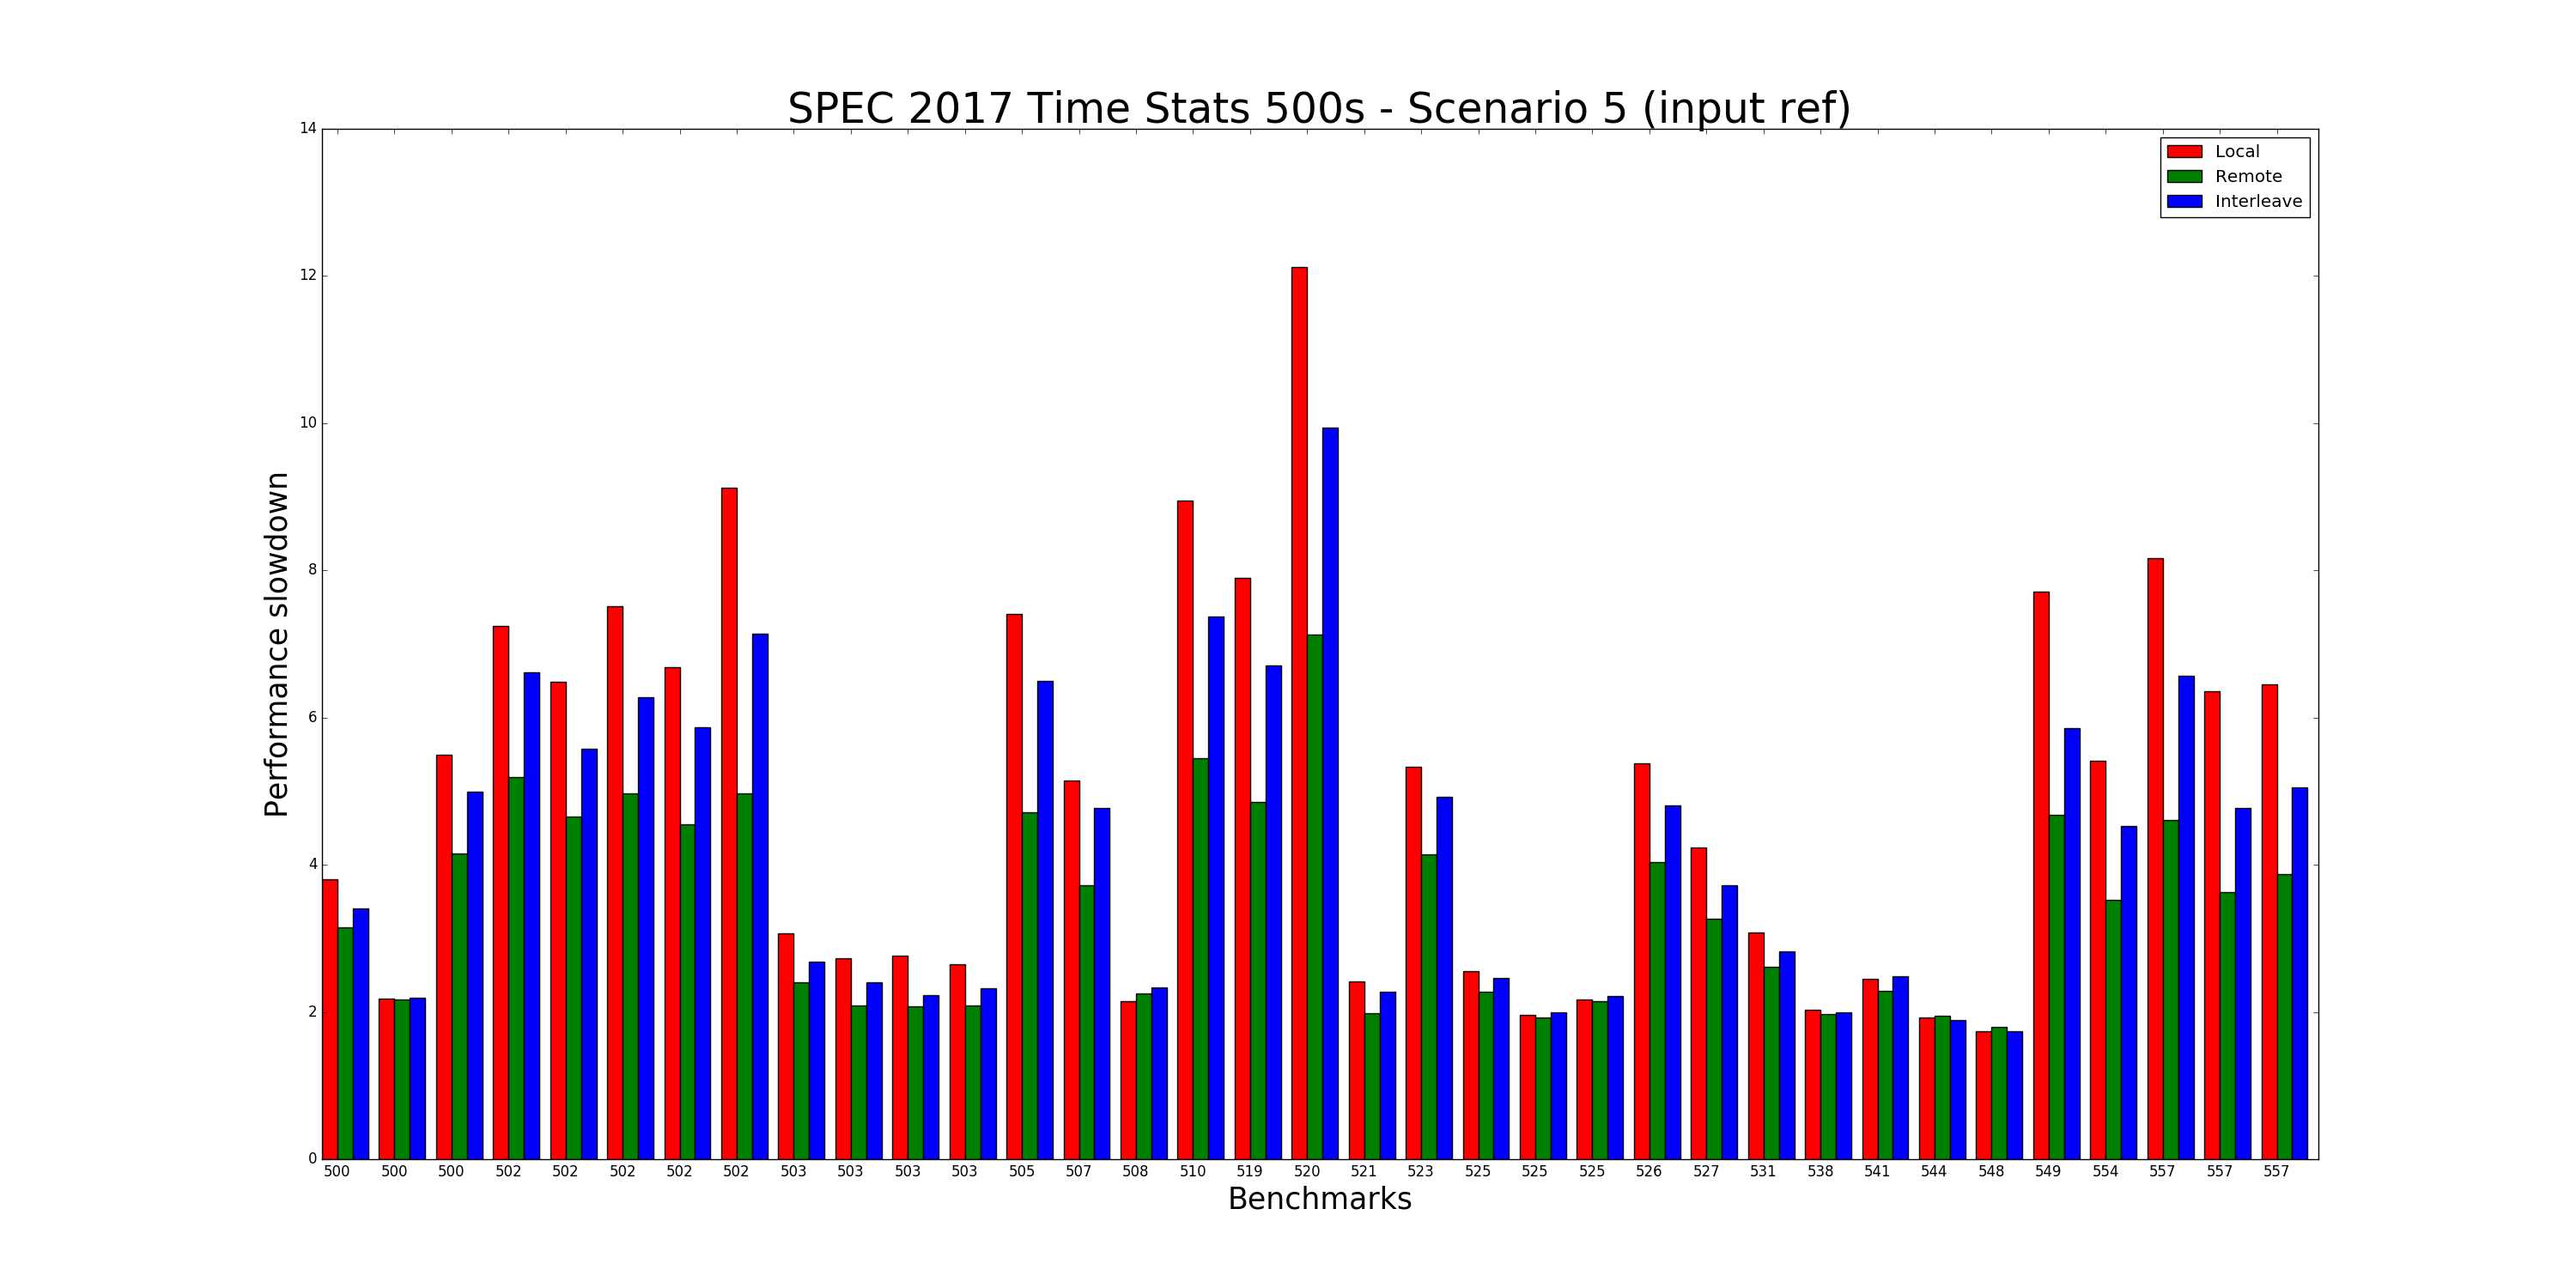 SPEC 2017 Time Stats 500s - Scenario 5 (input ref)
Local
Remote
Interleave
14
12
10
8
6
4
2
0
Performance slowdown
500 500 500 502 502 502 502 502 503 503 503 503 505 507 508 510 519 520 521 523 525 525 525 526 527 531 538 541 544 548 549 554 557 557 557
Benchmarks